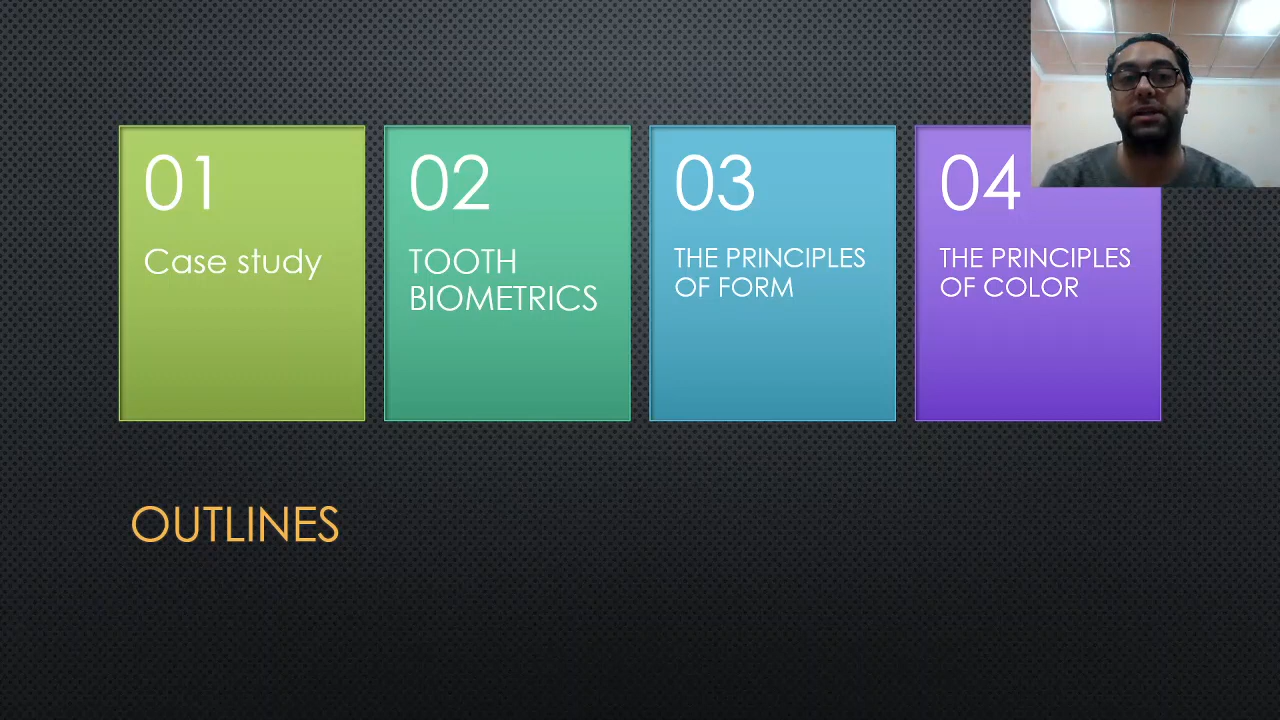 01
Case study
02
TOOTH
BIOMETRICS
03
THE PRINCIPLES
OF FORM
04
THE PRINCIPLES
OF COLOR
OUTLINES